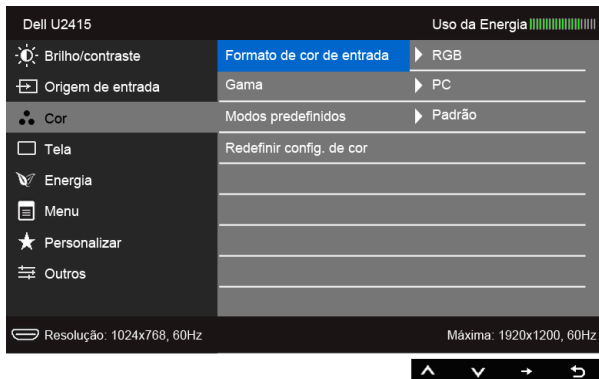 Dell U2415 Uso da Energia
Brilho/contraste Formato de cor de entrada RGB
Origem de entrada Gama PC
Cor Modos predefinidos Padrão
Tela Redefinir config. de cor
Energia
Menu
Personalizar
Outros
Resolução: 1024x768, 60Hz Máxima: 1920x1200, 60Hz